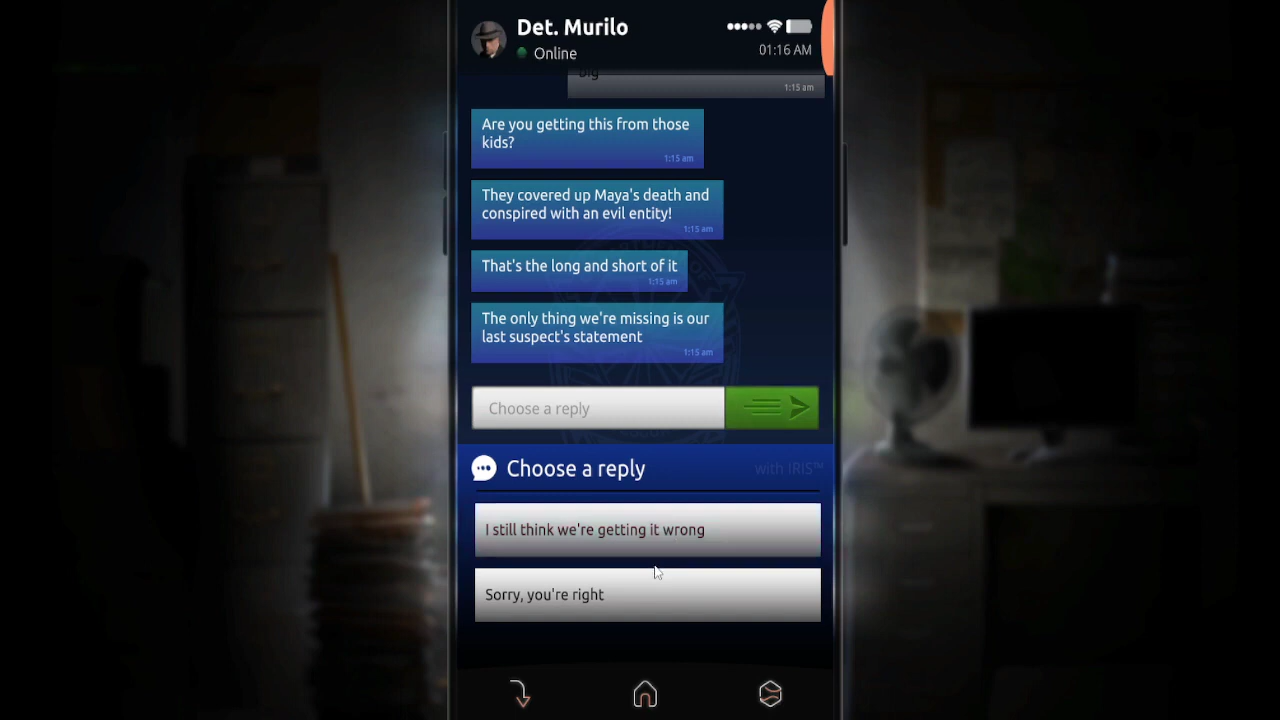 Det. Murilo
Online
01:16 AM
big
1:15 am
Are you getting this from those
kids?
1:15 am
They covered up Maya's death and
conspired with an evil entity!
1:15 am
That's the long and short of it
1:15 am
The only thing we're missing is our
last suspect's statement
1:15 am
Choose a reply
Choose a reply
with IRIS™
I still think we're getting it wrong
Sorry, you're right